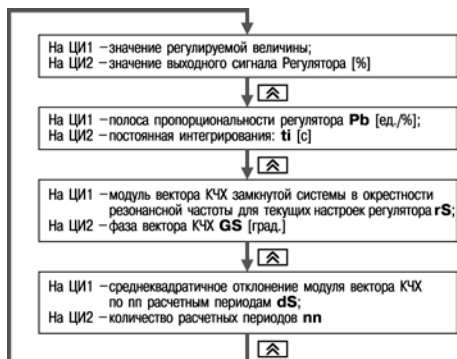 На ЦИ1 – значение регулируемой величины;
На ЦИ2 – значение выходного сигнала Регулятора [%]
На ЦИ1 – полоса пропорциональности регулятора Pb [ед./%];
На ЦИ2 – постоянная интегрирования: ti [с]
На ЦИ1 – модуль вектора КЧХ замкнутой системы в окрестности
резонансной частоты для текущих настроек регулятора rS;
На ЦИ2 – фаза вектора КЧХ GS [град.]
На ЦИ1 – среднеквадратичное отклонение модуля вектора КЧХ
по nn расчетным периодам dS;
На ЦИ2 – количество расчетных периодов nn